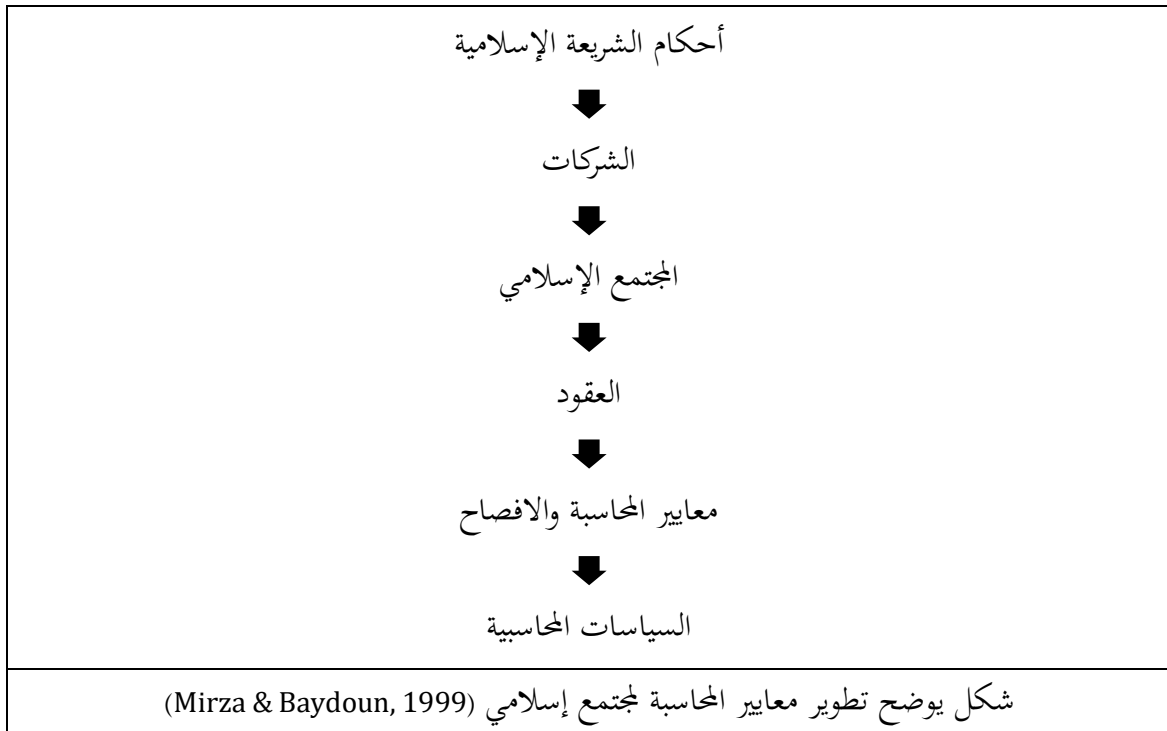 أحكام الشريعة الإسلامية
الشركات
المجتمع الإسلامي
العقود
معايير المحاسبة والافصاح
السياسات المحاسبية
شكل يوضح تطوير معايير المحاسبة لمجتمع إسلامي (Mirza & Baydoun, 1999)